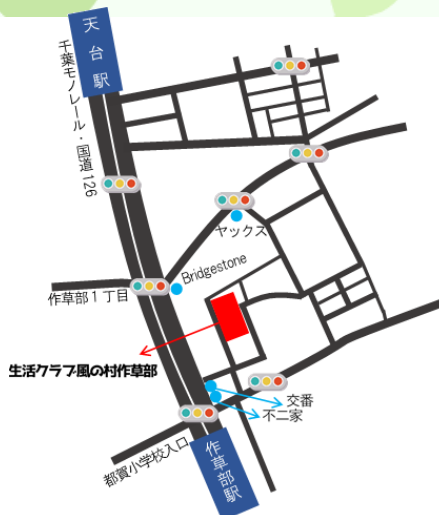 天台駅
千葉モノレール・国道126
ヤックス
Bridgestone
作草部1丁目
生活クラブ風の村作草部
交番
不二家
都賀小学校入口
作草部駅